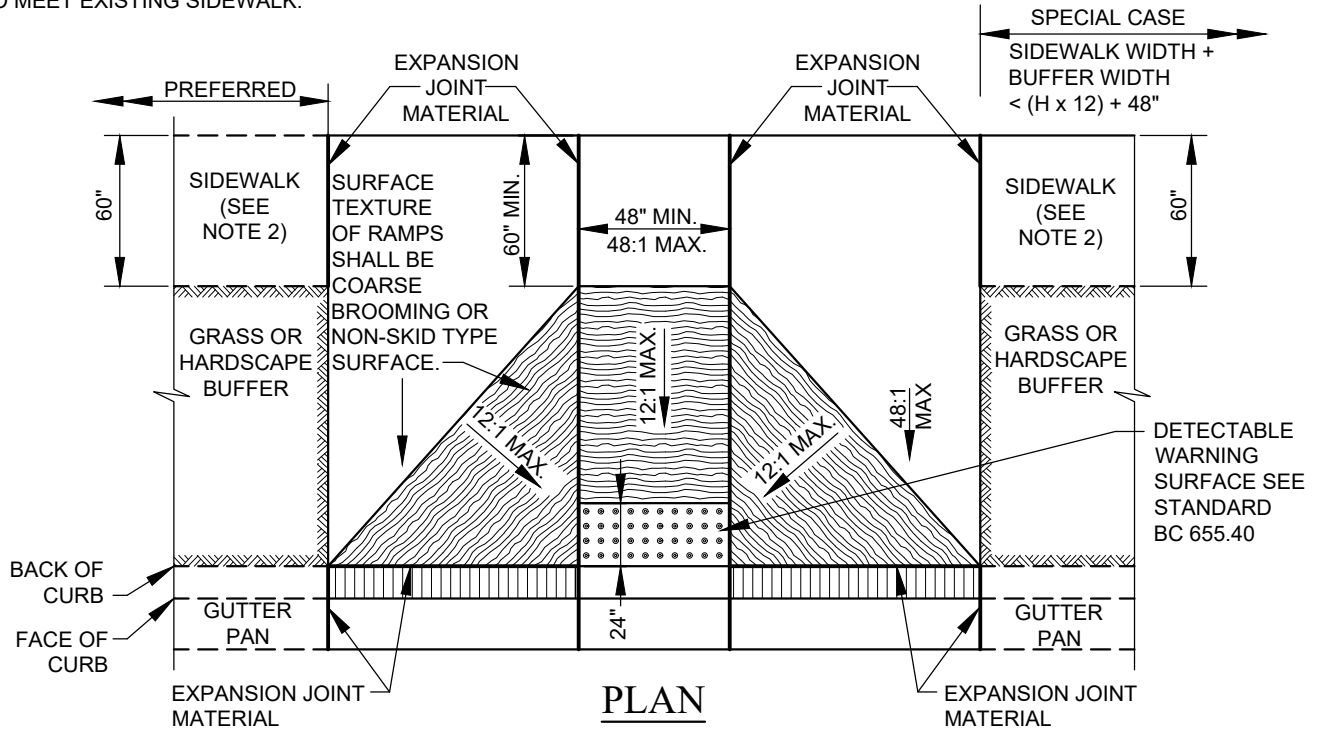 O MEET EXISTING SIDEWALK.
SPECIAL CASE
SIDEWALK WIDTH +
BUFFER WIDTH
< (H x 12) + 48"
PREFERRED
EXPANSION
JOINT
MATERIAL
EXPANSION
JOINT
MATERIAL
60"
SIDEWALK
(SEE
NOTE 2)
SURFACE
TEXTURE
OF RAMPS
SHALL BE
COARSE
BROOMING OR
NON-SKID TYPE
SURFACE.
60" MIN.
48" MIN.
48:1 MAX.
SIDEWALK
(SEE
NOTE 2)
60"
GRASS OR
HARDSCAPE
BUFFER
12:1 MAX.
12:1 MAX.
12:1 MAX.
48:1
MAX
GRASS OR
HARDSCAPE
BUFFER
DETECTABLE
WARNING
SURFACE SEE
STANDARD
BC 655.40
BACK OF
CURB
FACE OF
CURB
GUTTER
PAN
24"
GUTTER
PAN
EXPANSION JOINT
MATERIAL
PLAN
EXPANSION JOINT
MATERIAL